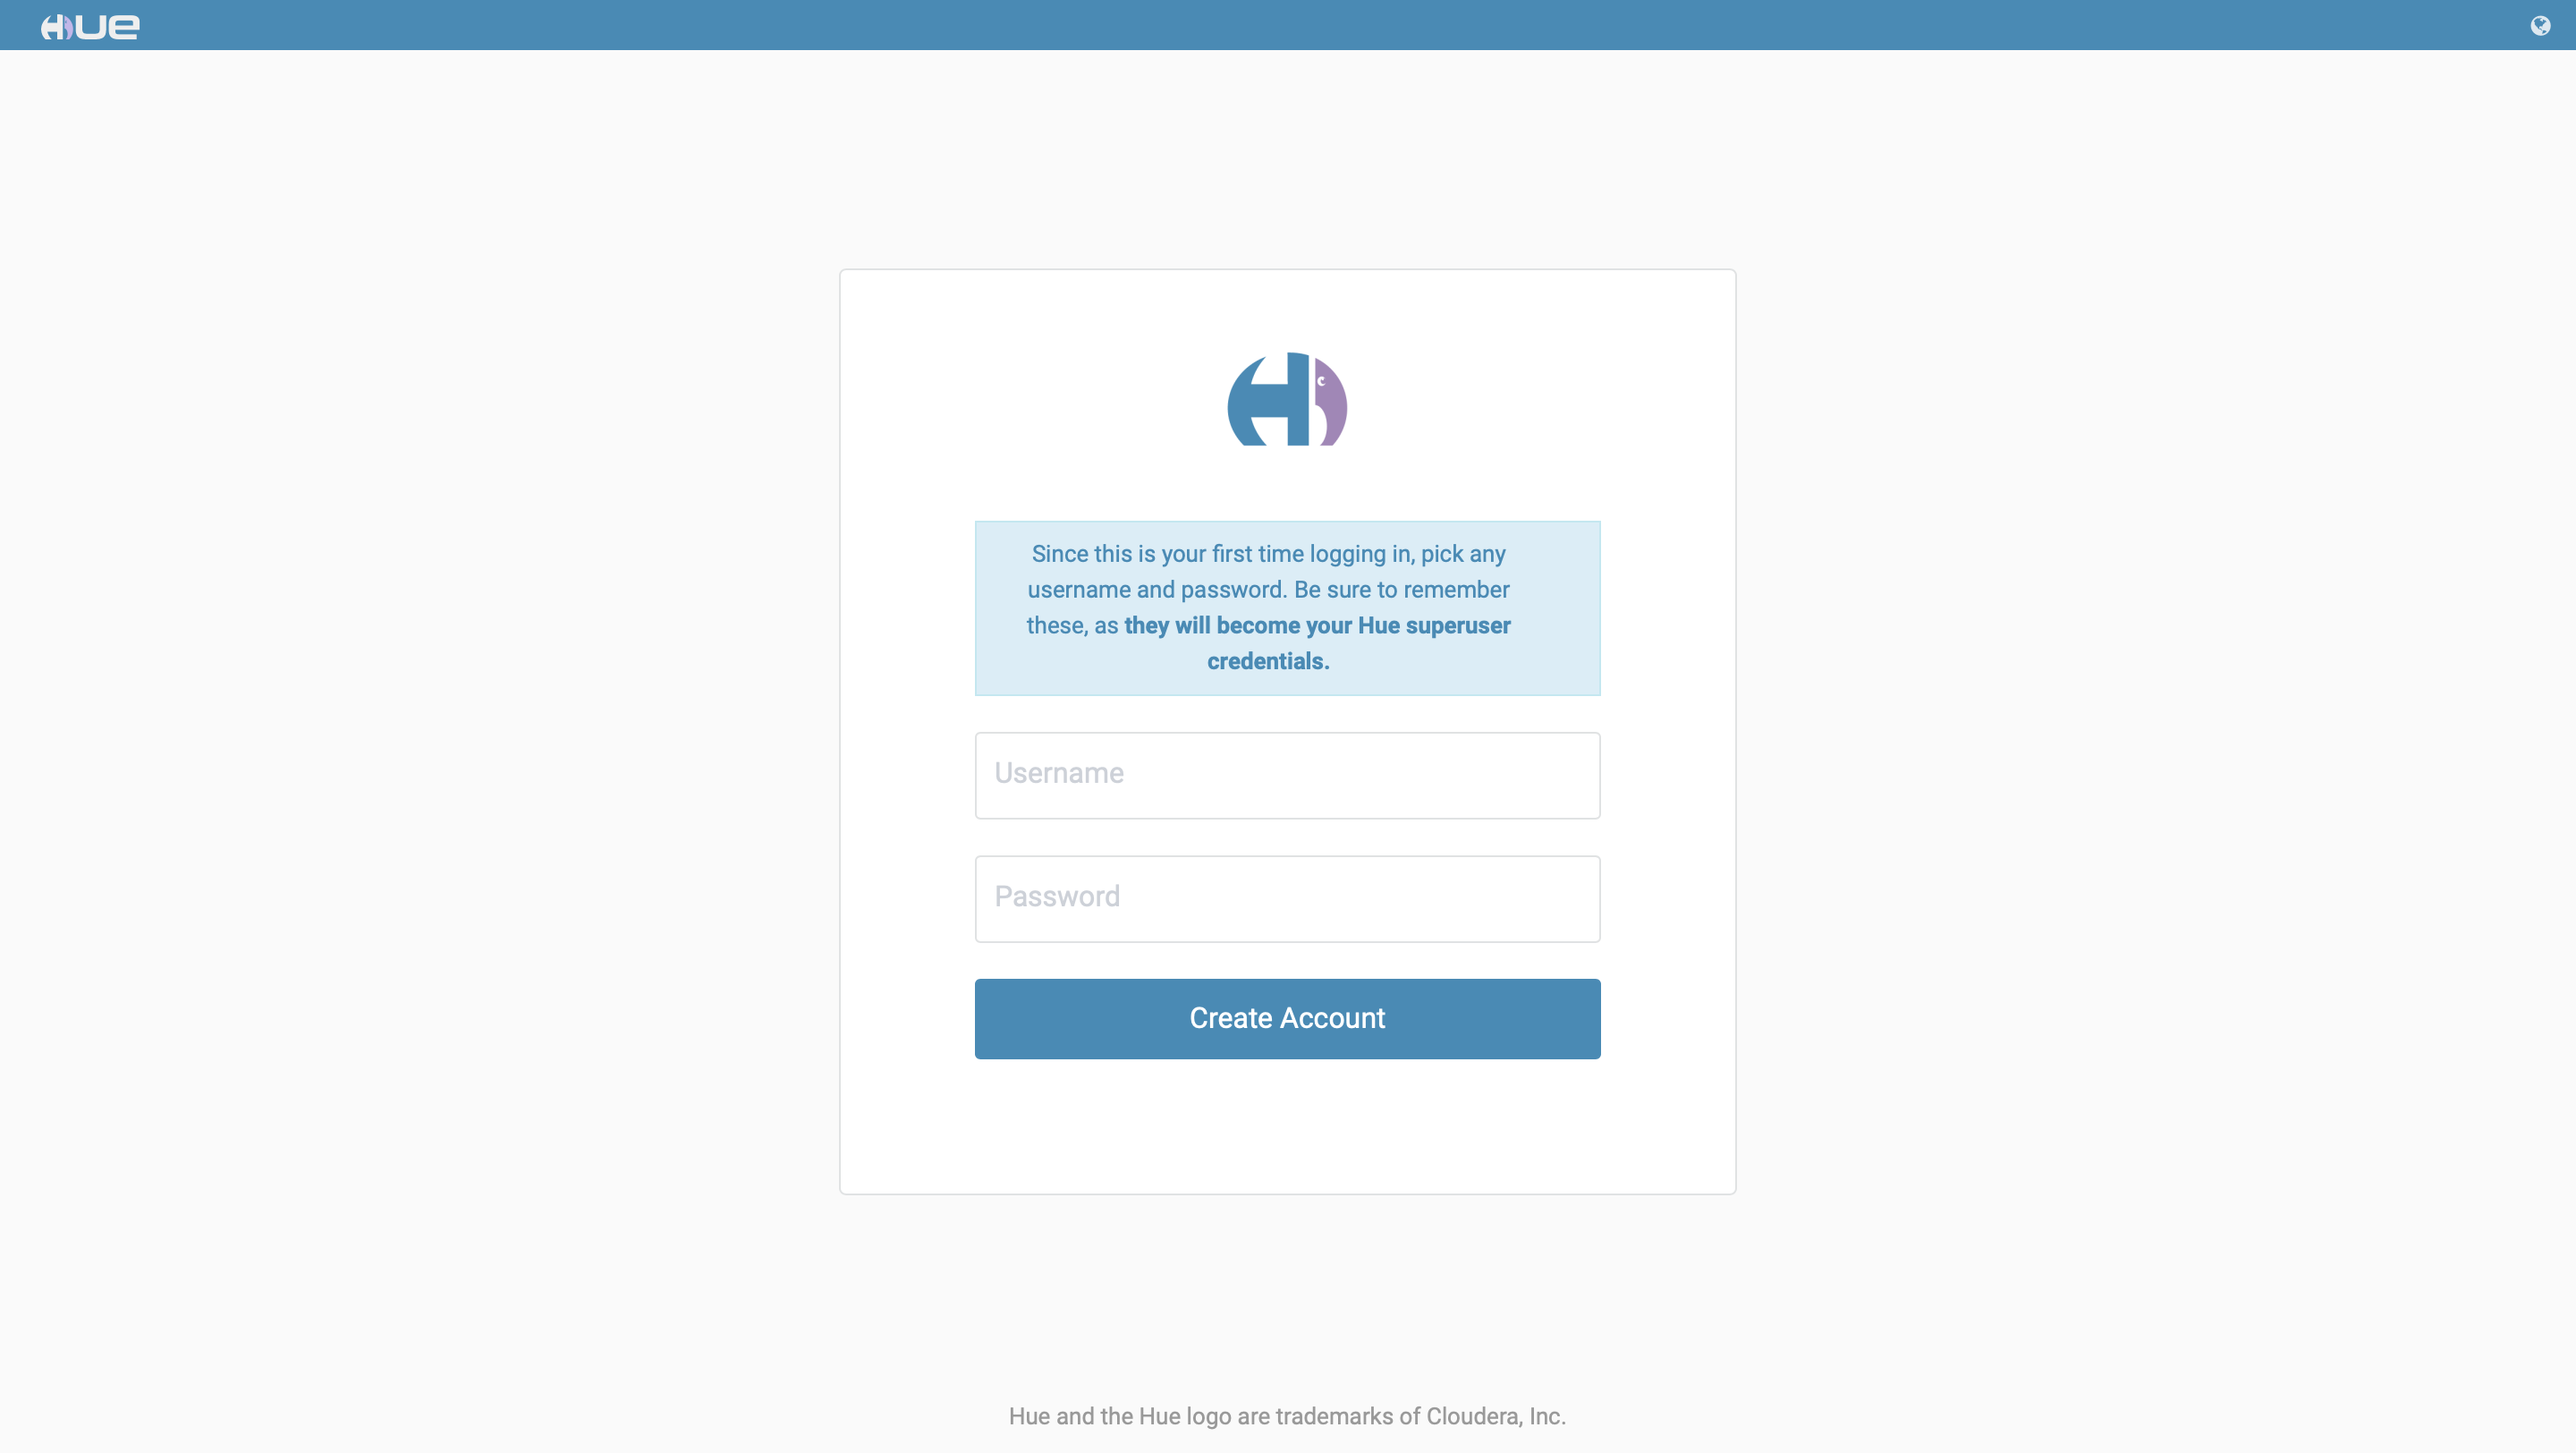 HUE
Since this is your first time logging in, pick any
username and password. Be sure to remember
these, as they will become your Hue superuser
credentials.
Username
Password
Create Account
Hue and the Hue logo are trademarks of Cloudera, Inc.